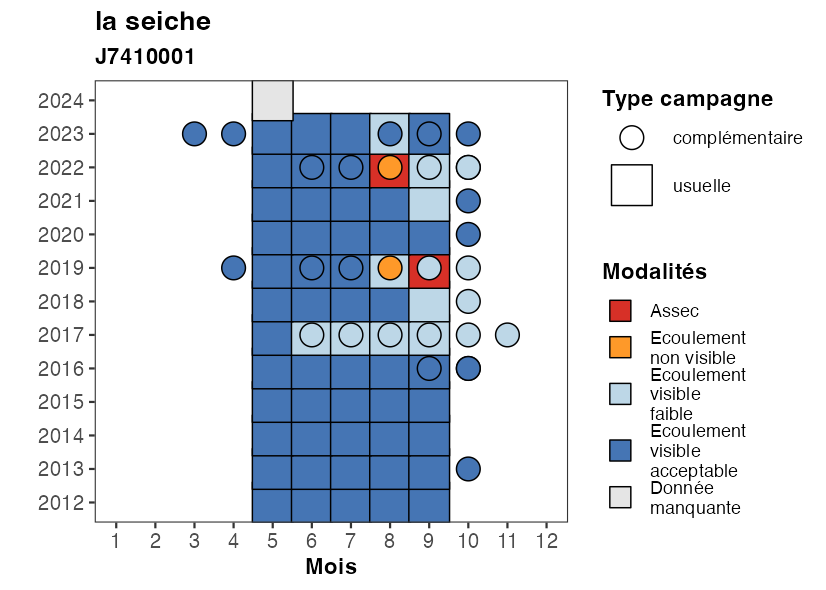 la seiche
J7410001
2024
2023
2022
2021
2020
2019
2018
2017
2016
2015
2014
2013
2012
1 2 3 4 5 6 7 8 9 10 11 12
Mois
Type campagne
complémentaire
usuelle
Modalités
Assec
Ecoulement
non visible
Ecoulement
visible
faible
Ecoulement
visible
acceptable
Donnée
manquante